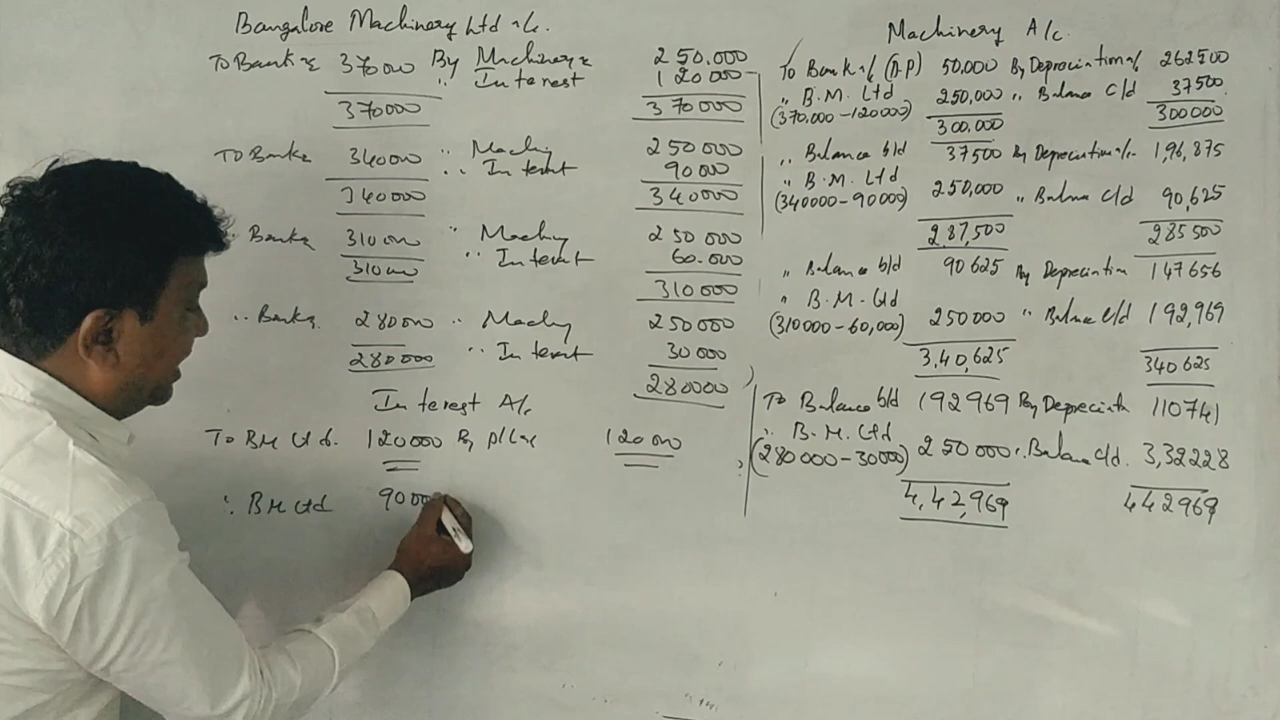 Bangalore Machinery Ltd a/c.
To Bank a/c 370000 By Machinery a/c 250.000
" Interest 120000
370000 370000
To Bank a/c 340000 " Machinery 250000
" Interest 90000
340000 340000
" Bank a/c 310000 " Machinery 250000
" Interest 60.000
310000 310000
" Bank a/c 280000 " Machinery 250000
" Interest 30000
280000 280000
Interest A/c
To BM Ltd. 120000 By P/L a/c 120000
" BM Ltd 9000
Machinery A/c.
To Bank a/c (D.P) 50.000 By Depreciation a/c 262500
" B.M. Ltd 250,000 " Balance c/d 37500
(370.000-120000) 300,000 300000
" Balance b/d 37500 By Depreciation a/c 1,96,875
" B.M. Ltd
(340000-90000) 250,000 " Balance c/d 90,625
287,500 285500
" Balance b/d 90625 By Depreciation 147656
" B.M. Ltd
(310000-60,000) 250000 " Balance c/d 192,969
3,40,625 340625
To Balance b/d 192969 By Depreciatn 110741
" B.M. Ltd
(280000-30000) 250000 " Balance c/d. 3,32228
4,42,969 442969